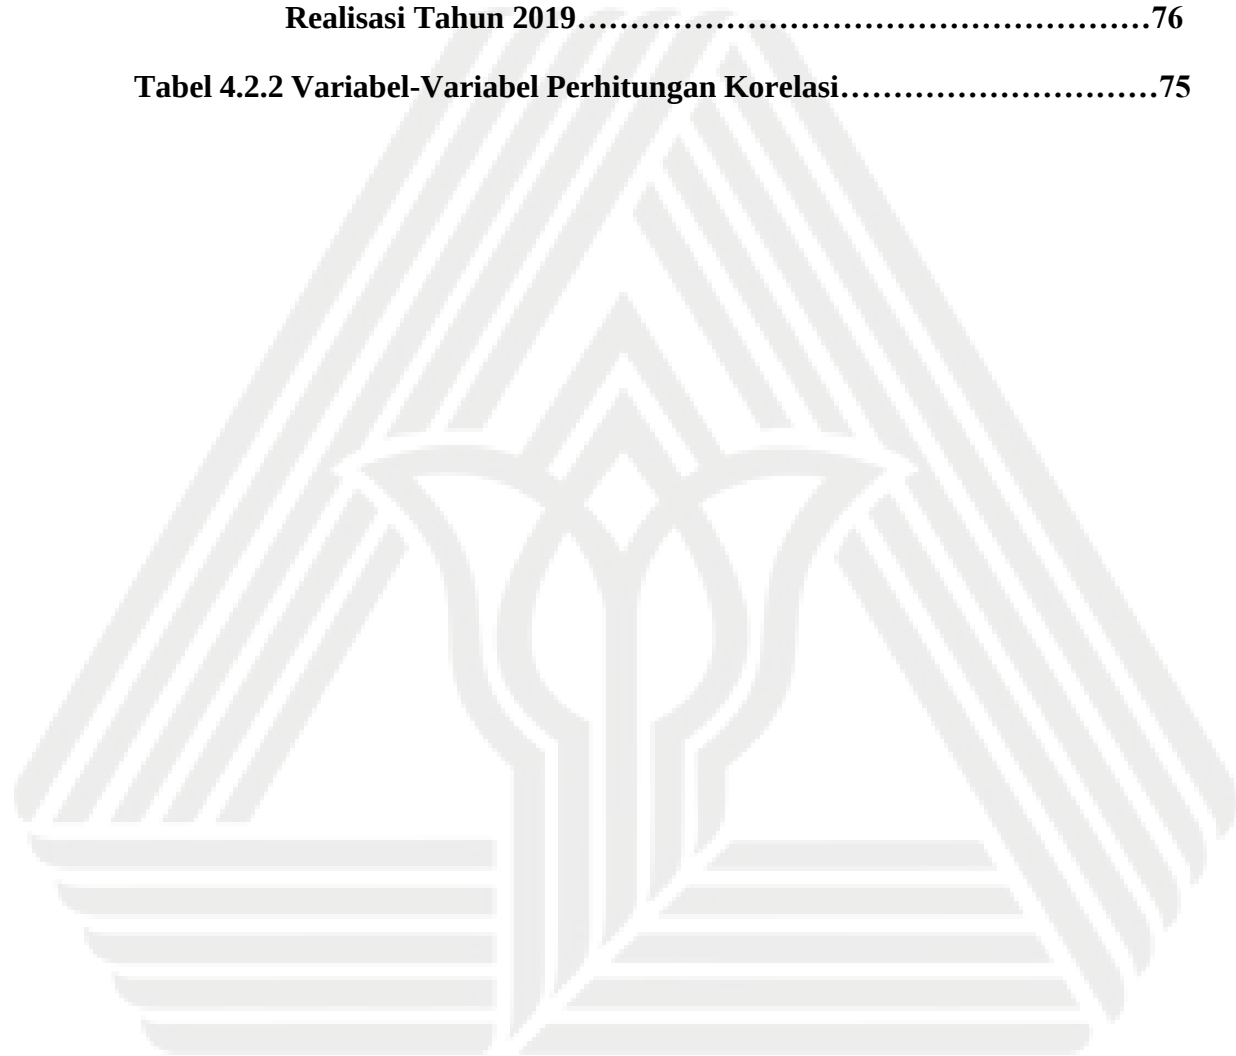 Realisasi Tahun 2019……………………………………………….76
Tabel 4.2.2 Variabel-Variabel Perhitungan Korelasi…………………………75